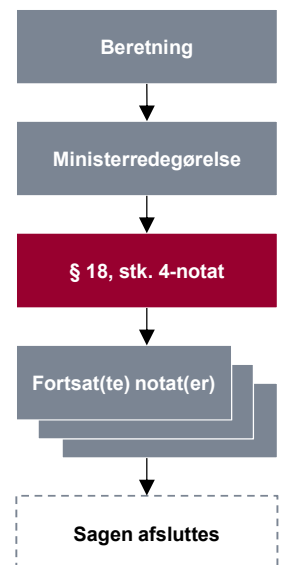 Beretning
Ministerredegørelse
§ 18, stk. 4-notat
Fortsat(te) notat(er)
Sagen afsluttes